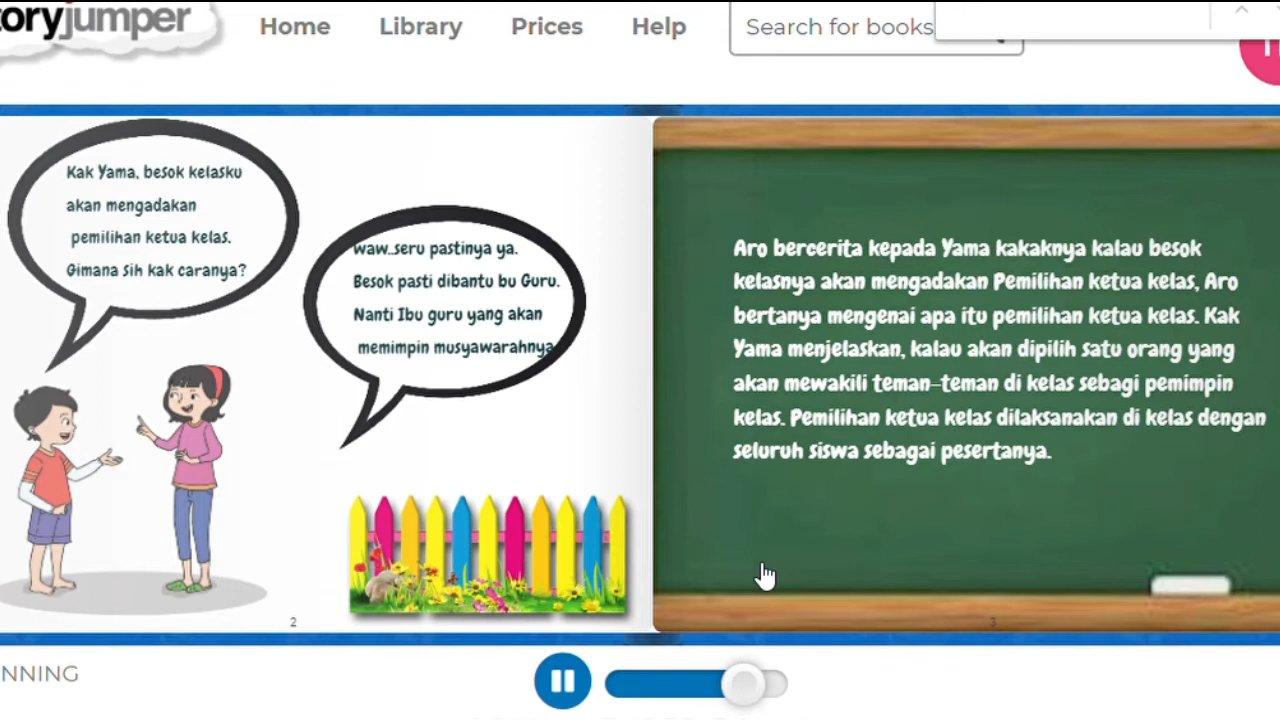 oryjumper
Home
Library
Prices
Help
Search for books
Kak Yama, besok kelasku
akan mengadakan
pemilihan ketua kelas.
Gimana sih kak caranya?
waw..seru pastinya ya.
Besok pasti dibantu bu Guru.
Nanti Ibu guru yang akan
memimpin musyawarahnya
2
Aro bercerita kepada Yama kakaknya kalau besok
kelasnya akan mengadakan Pemilihan ketua kelas, Aro
bertanya mengenai apa itu pemilihan ketua kelas. Kak
Yama menjelaskan, kalau akan dipilih satu orang yang
akan mewakili teman-teman di kelas sebagi pemimpin
kelas. Pemilihan ketua kelas dilaksanakan di kelas dengan
seluruh siswa sebagai pesertanya.
3
NNING